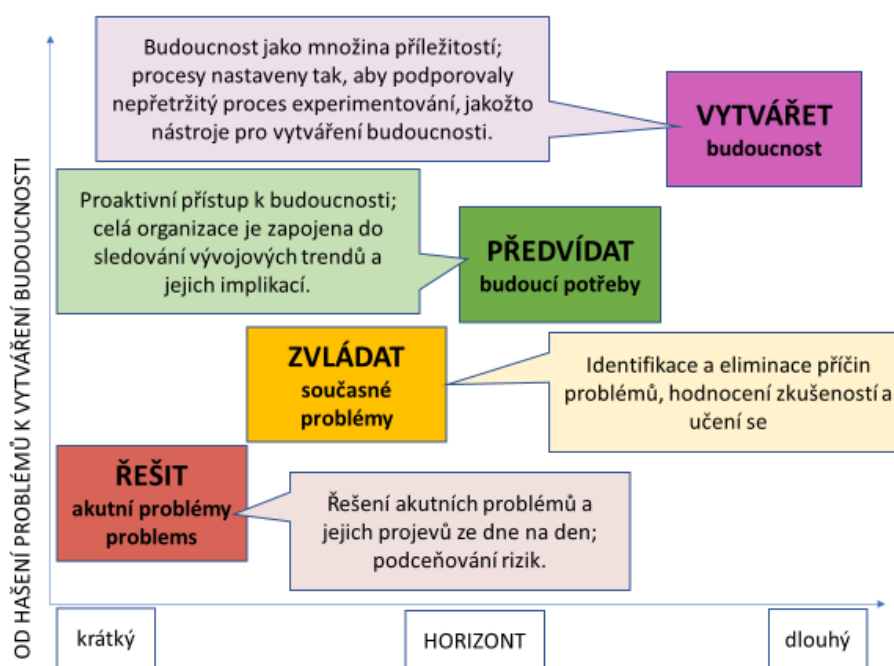 OD HAŠENÍ PROBLÉMŮ K VYTVÁŘENÍ BUDOUCNOSTI
Budoucnost jako množina příležitostí;
procesy nastaveny tak, aby podporovaly
nepřetržitý proces experimentování, jakožto
nástroje pro vytváření budoucnosti.
VYTVÁŘET
budoucnost
Proaktivní přístup k budoucnosti;
celá organizace je zapojena do
sledování vývojových trendů a
jejich implikací.
PŘEDVÍDAT
budoucí potřeby
ZVLÁDAT
současné
problémy
Identifikace a eliminace příčin
problémů, hodnocení zkušeností a
učení se
ŘEŠIT
akutní problémy
problems
Řešení akutních problémů a
jejich projevů ze dne na den;
podceňování rizik.
krátký
HORIZONT
dlouhý